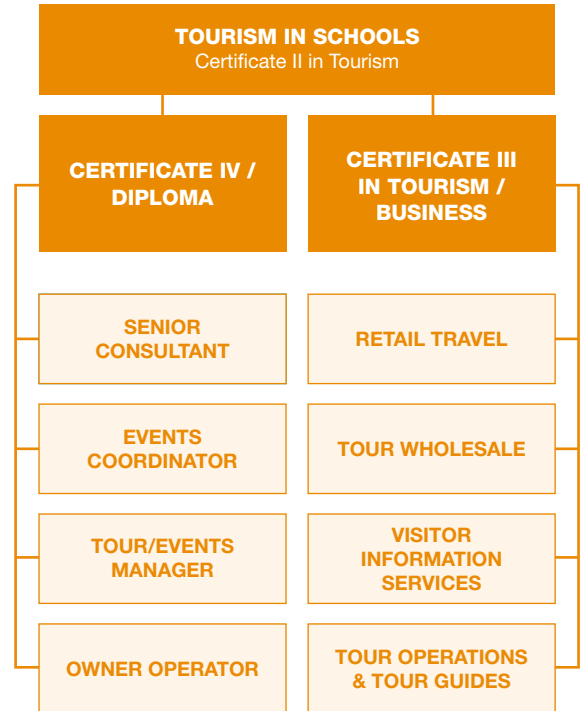 TOURISM IN SCHOOLS
Certificate II in Tourism
CERTIFICATE IV /
DIPLOMA
CERTIFICATE III
IN TOURISM /
BUSINESS
SENIOR
CONSULTANT
RETAIL TRAVEL
EVENTS
COORDINATOR
TOUR WHOLESALE
TOUR/EVENTS
MANAGER
VISITOR
INFORMATION
SERVICES
OWNER OPERATOR
TOUR OPERATIONS
& TOUR GUIDES